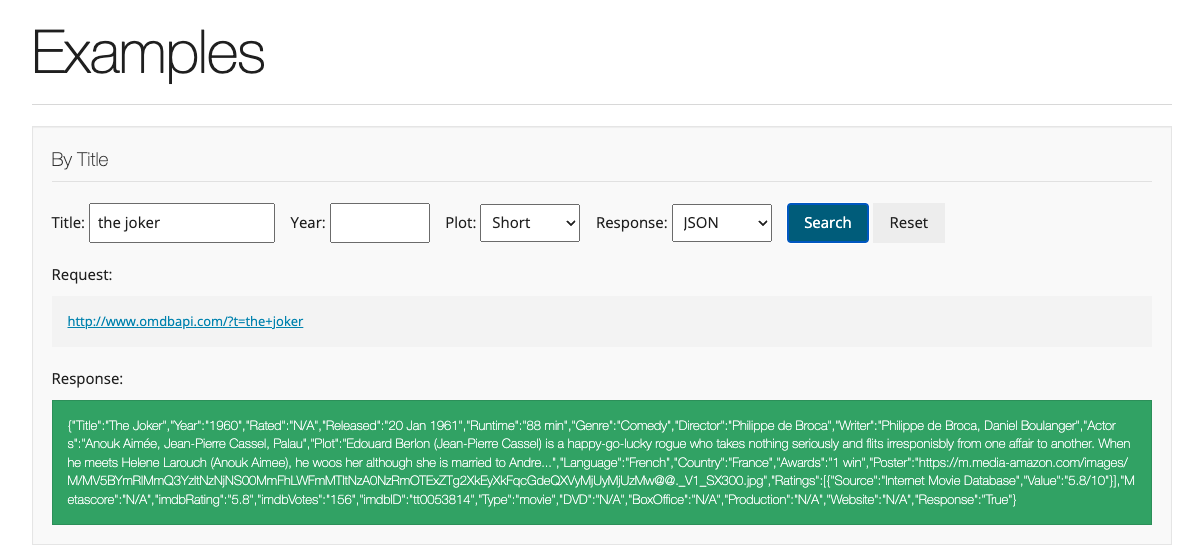 Examples
By Title
Title: the joker Year: Plot: Short Response: JSON Search Reset
Request:
http://www.omdbapi.com/?t=the+joker
Response:
{"Title":"The Joker","Year":"1960","Rated":"N/A","Released":"20 Jan 1961","Runtime":"88 min","Genre":"Comedy","Director":"Philippe de Broca","Writer":"Philippe de Broca, Daniel Boulanger","Actor
s":"Anouk Aimée, Jean-Pierre Cassel, Palau","Plot":"Edouard Berlon (Jean-Pierre Cassel) is a happy-go-lucky rogue who takes nothing seriously and flits irresponisbly from one affair to another. When
he meets Helene Larouch (Anouk Aimee), he woos her although she is married to Andre...","Language":"French","Country":"France","Awards":"1 win","Poster":"https://m.media-amazon.com/images/
M/MV5BYmRlMmQ3YzItNzNjNS00MmFhLWFmMTItNzA0NzRmOTExZTg2XkEyXkFqcGdeQXVyMjUyMjUzMw@@._V1_SX300.jpg","Ratings":[{"Source":"Internet Movie Database","Value":"5.8/10"}],"M
etascore":"N/A","imdbRating":"5.8","imdbVotes":"156","imdbID":"tt0053814","Type":"movie","DVD":"N/A","BoxOffice":"N/A","Production":"N/A","Website":"N/A","Response":"True"}